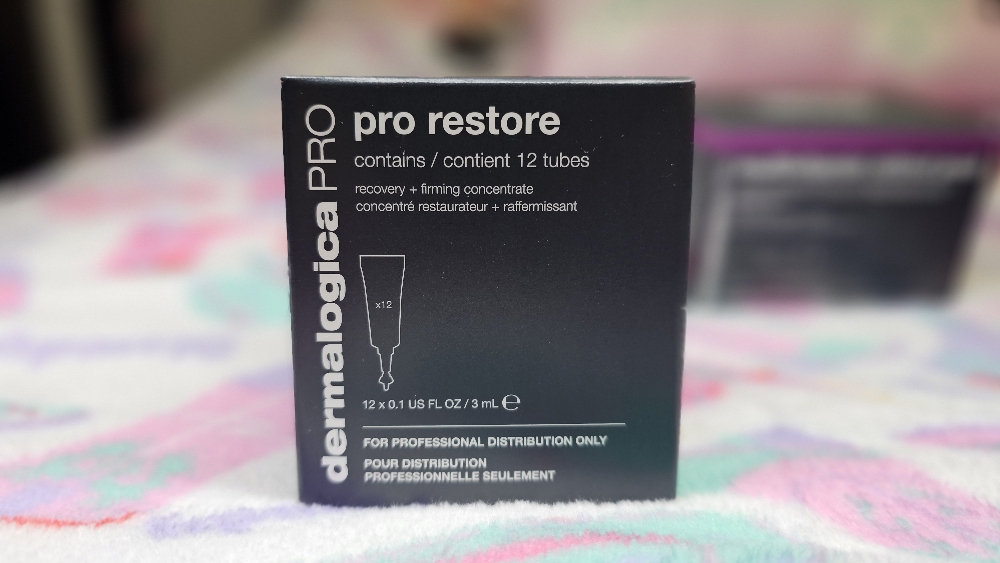 dermalogica PRO
pro restore
contains / contient 12 tubes
recovery + firming concentrate
concentré restaurateur + raffermissant
x12
12 x 0.1 US FL OZ / 3 mL ℮
FOR PROFESSIONAL DISTRIBUTION ONLY
POUR DISTRIBUTION
PROFESSIONNELLE SEULEMENT